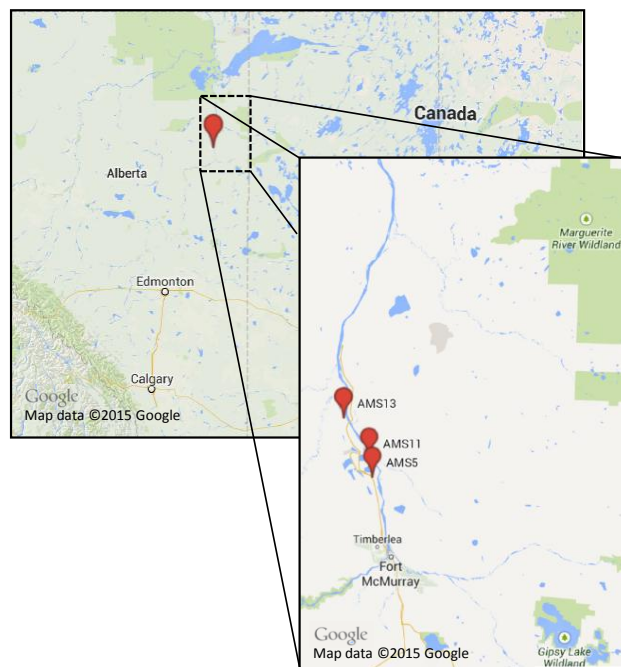 Canada
Alberta
Edmonton
Calgary
Google
Map data ©2015 Google
Marguerite
River Wildland
AMS13
AMS11
AMS5
Timberlea
Fort
McMurray
Google
Map data ©2015 Google
Gipsy Lake
Wildland